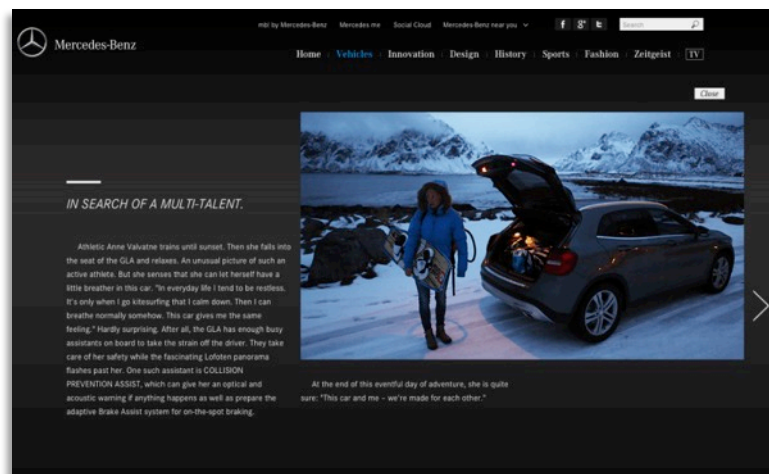 mb! by Mercedes-Benz Mercedes me Social Cloud Mercedes-Benz near you
f g+ t Search
Mercedes-Benz
Home Vehicles Innovation Design History Sports Fashion Zeitgeist TV
Close
IN SEARCH OF A MULTI-TALENT.
Athletic Anne Valvatne trains until sunset. Then she falls into
the seat of the GLA and relaxes. An unusual picture of such an
active athlete. But she senses that she can let herself have a
little breather in this car. "In everyday life I tend to be restless.
It's only when I go kitesurfing that I calm down. Then I can
breathe normally somehow. This car gives me the same
feeling." Hardly surprising. After all, the GLA has enough busy
assistants on board to take the strain off the driver. They take
care of her safety while the fascinating Lofoten panorama
flashes past her. One such assistant is COLLISION
PREVENTION ASSIST, which can give her an optical and
acoustic warning if anything happens as well as prepare the
adaptive Brake Assist system for on-the-spot braking.
At the end of this eventful day of adventure, she is quite
sure: "This car and me – we're made for each other."